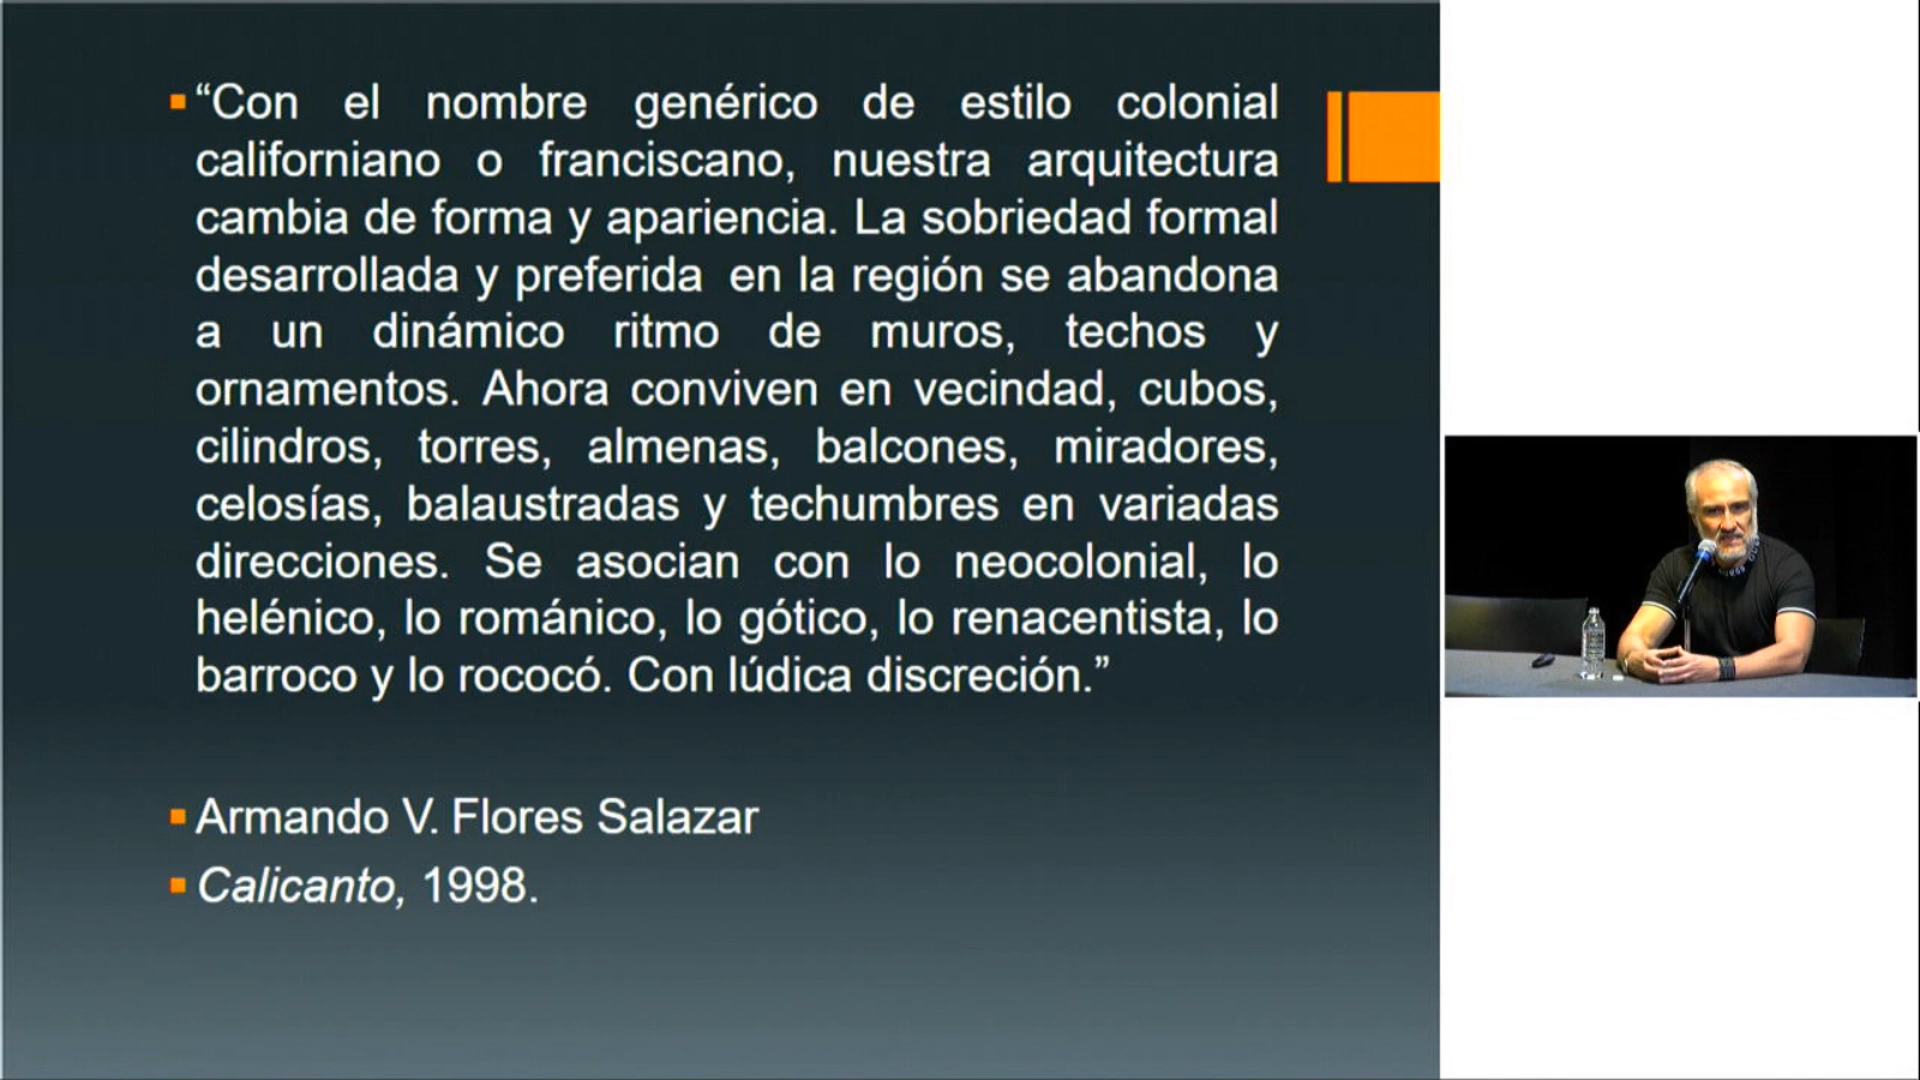 “Con el nombre genérico de estilo colonial
californiano o franciscano, nuestra arquitectura
cambia de forma y apariencia. La sobriedad formal
desarrollada y preferida en la región se abandona
a un dinámico ritmo de muros, techos y
ornamentos. Ahora conviven en vecindad, cubos,
cilindros, torres, almenas, balcones, miradores,
celosías, balaustradas y techumbres en variadas
direcciones. Se asocian con lo neocolonial, lo
helénico, lo románico, lo gótico, lo renacentista, lo
barroco y lo rococó. Con lúdica discreción.”
Armando V. Flores Salazar
Calicanto, 1998.